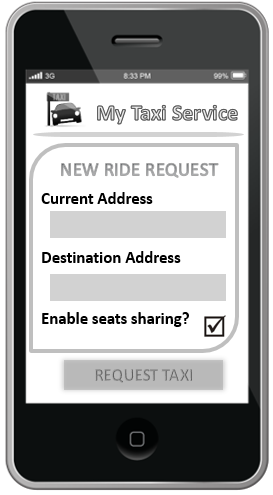 3G 8:33 PM 99%
TAXI
My Taxi Service
NEW RIDE REQUEST
Current Address
Destination Address
Enable seats sharing?
REQUEST TAXI